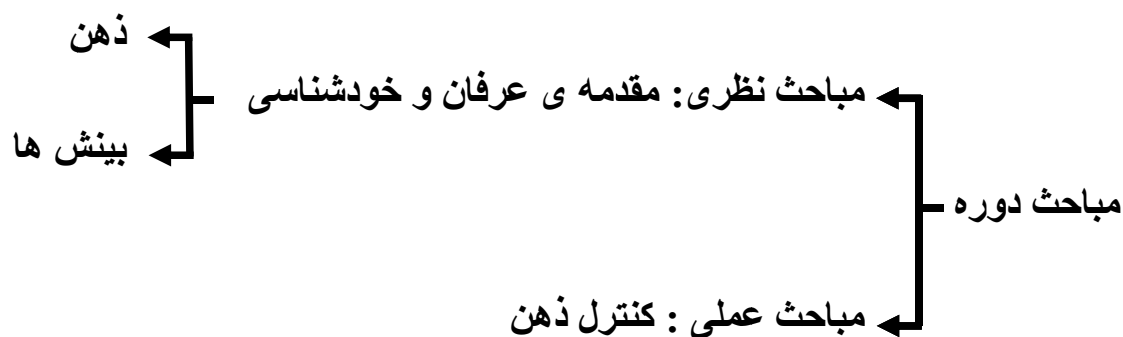 مباحث دوره
مباحث نظری: مقدمه ی عرفان و خودشناسی
ذهن
بینش ها
مباحث عملی : کنترل ذهن